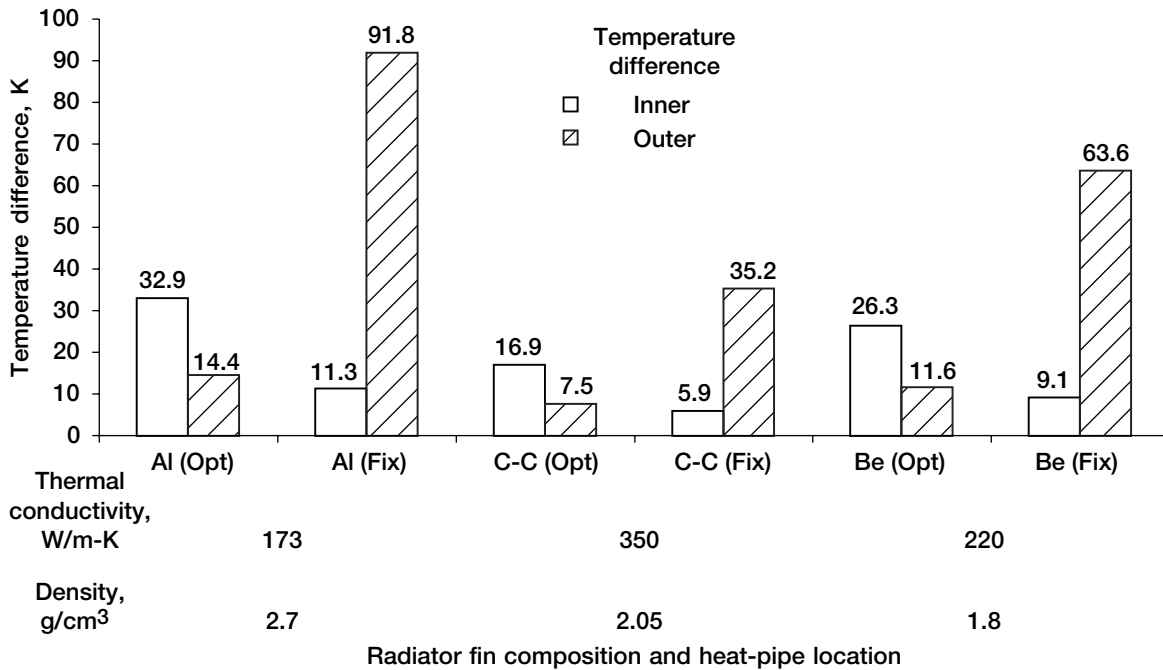 Temperature difference, K
100
90
80
70
60
50
40
30
20
10
0
Temperature
difference
Inner
Outer
32.9
14.4
11.3
91.8
16.9
7.5
5.9
35.2
26.3
11.6
9.1
63.6
Al (Opt) Al (Fix) C-C (Opt) C-C (Fix) Be (Opt) Be (Fix)
Thermal
conductivity,
W/m-K 173 350 220
Density,
g/cm³ 2.7 2.05 1.8
Radiator fin composition and heat-pipe location